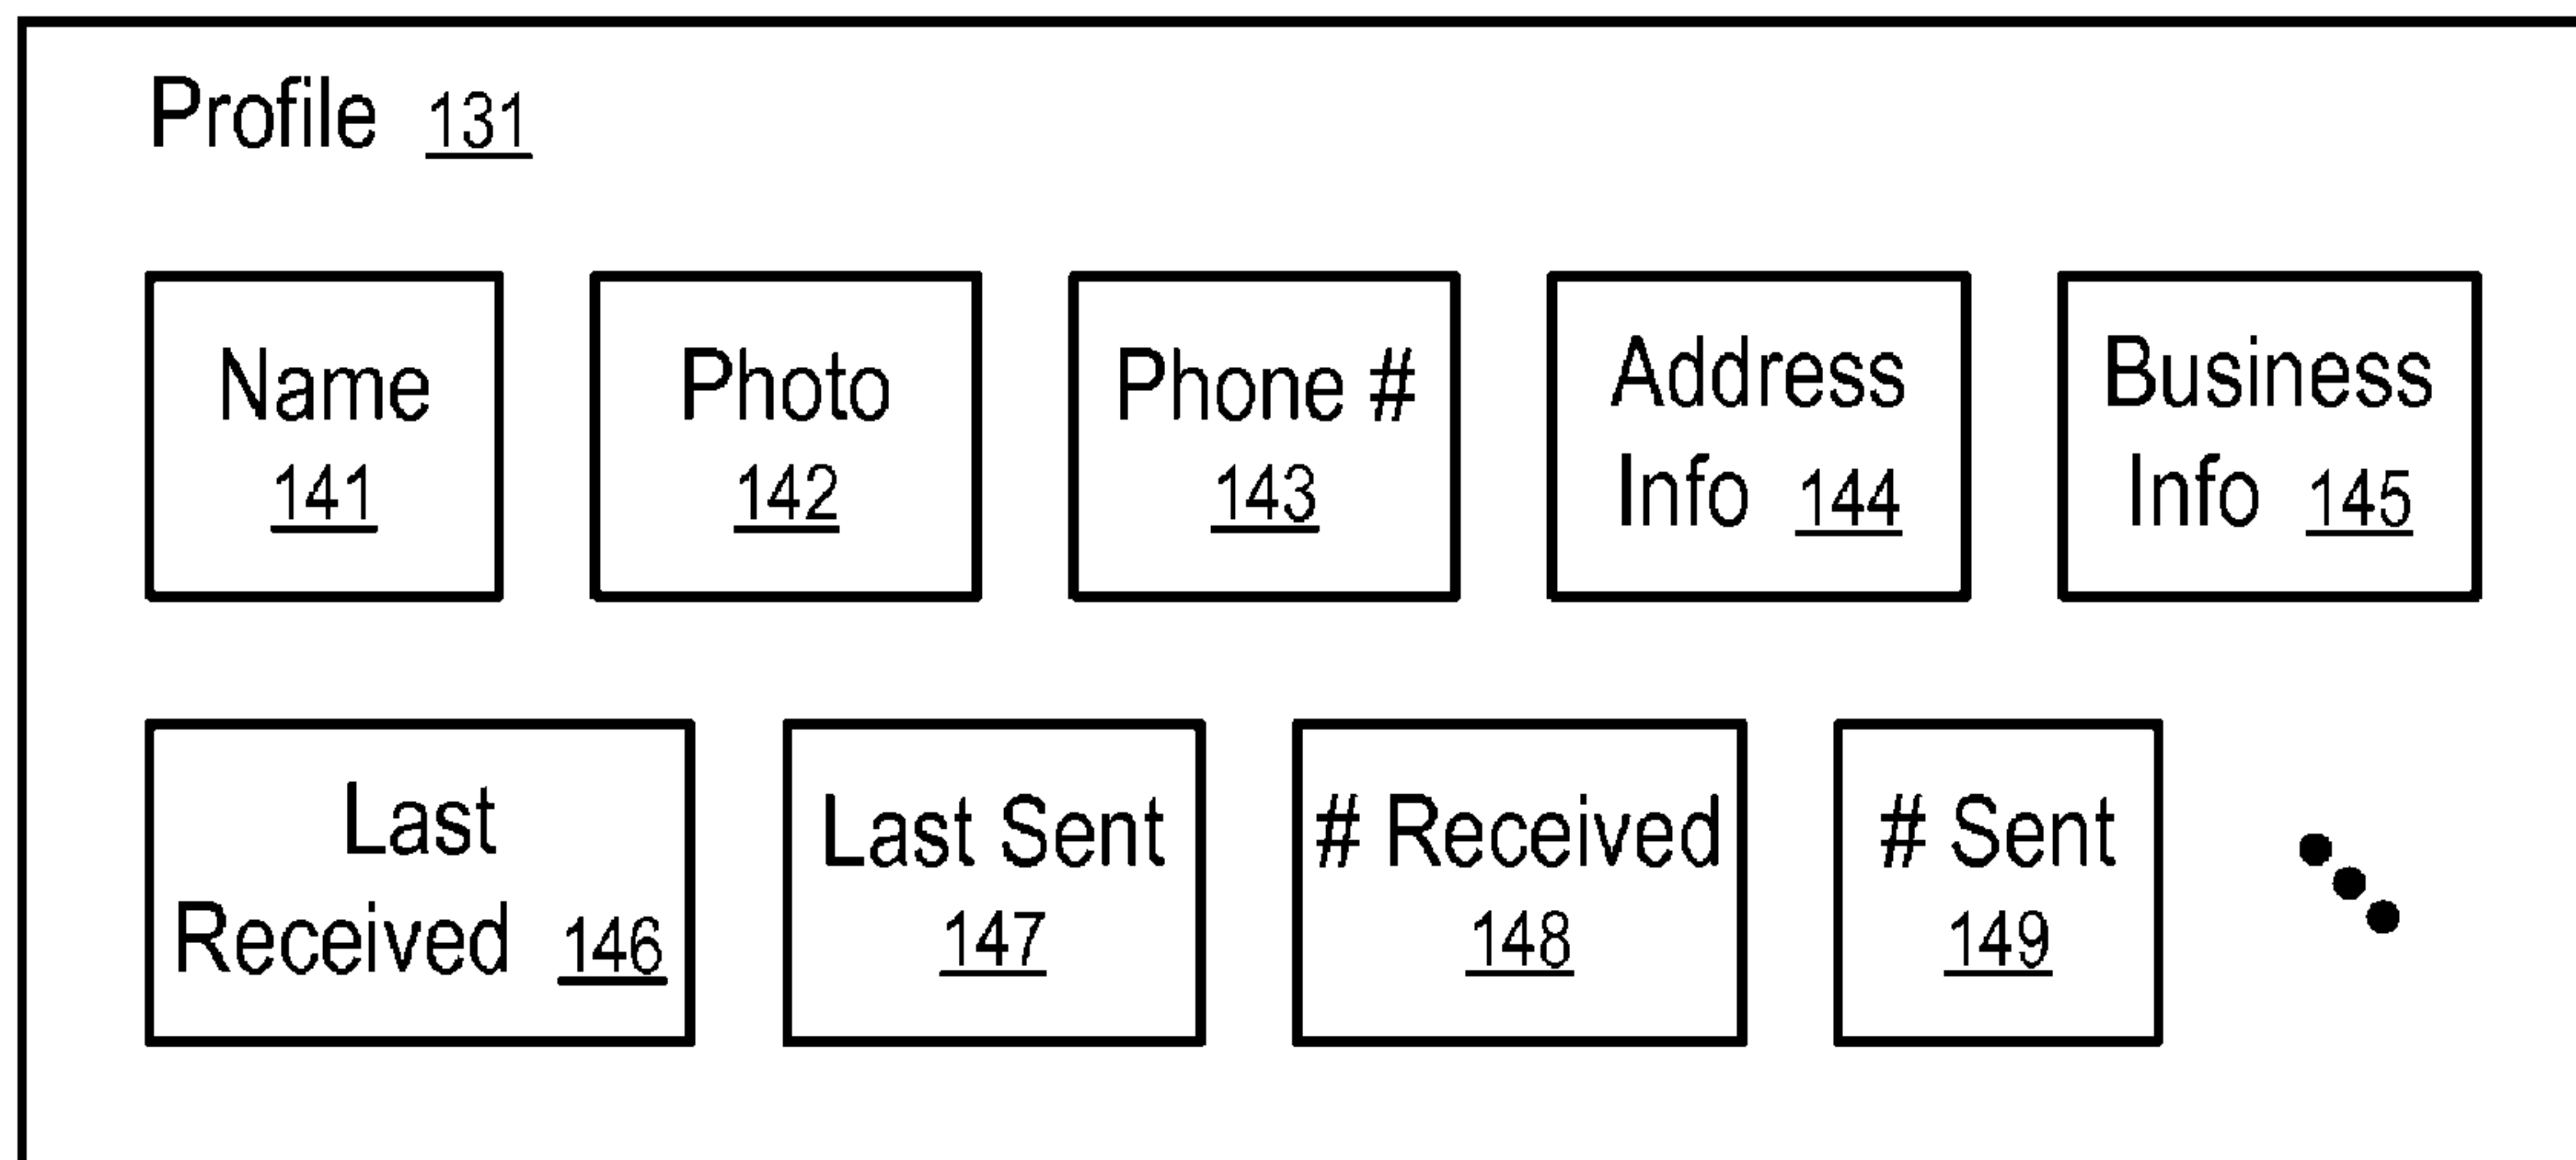 Profile 131
Name
141
Photo
142
Phone #
143
Address
Info 144
Business
Info 145
Last
Received 146
Last Sent
147
# Received
148
# Sent
149